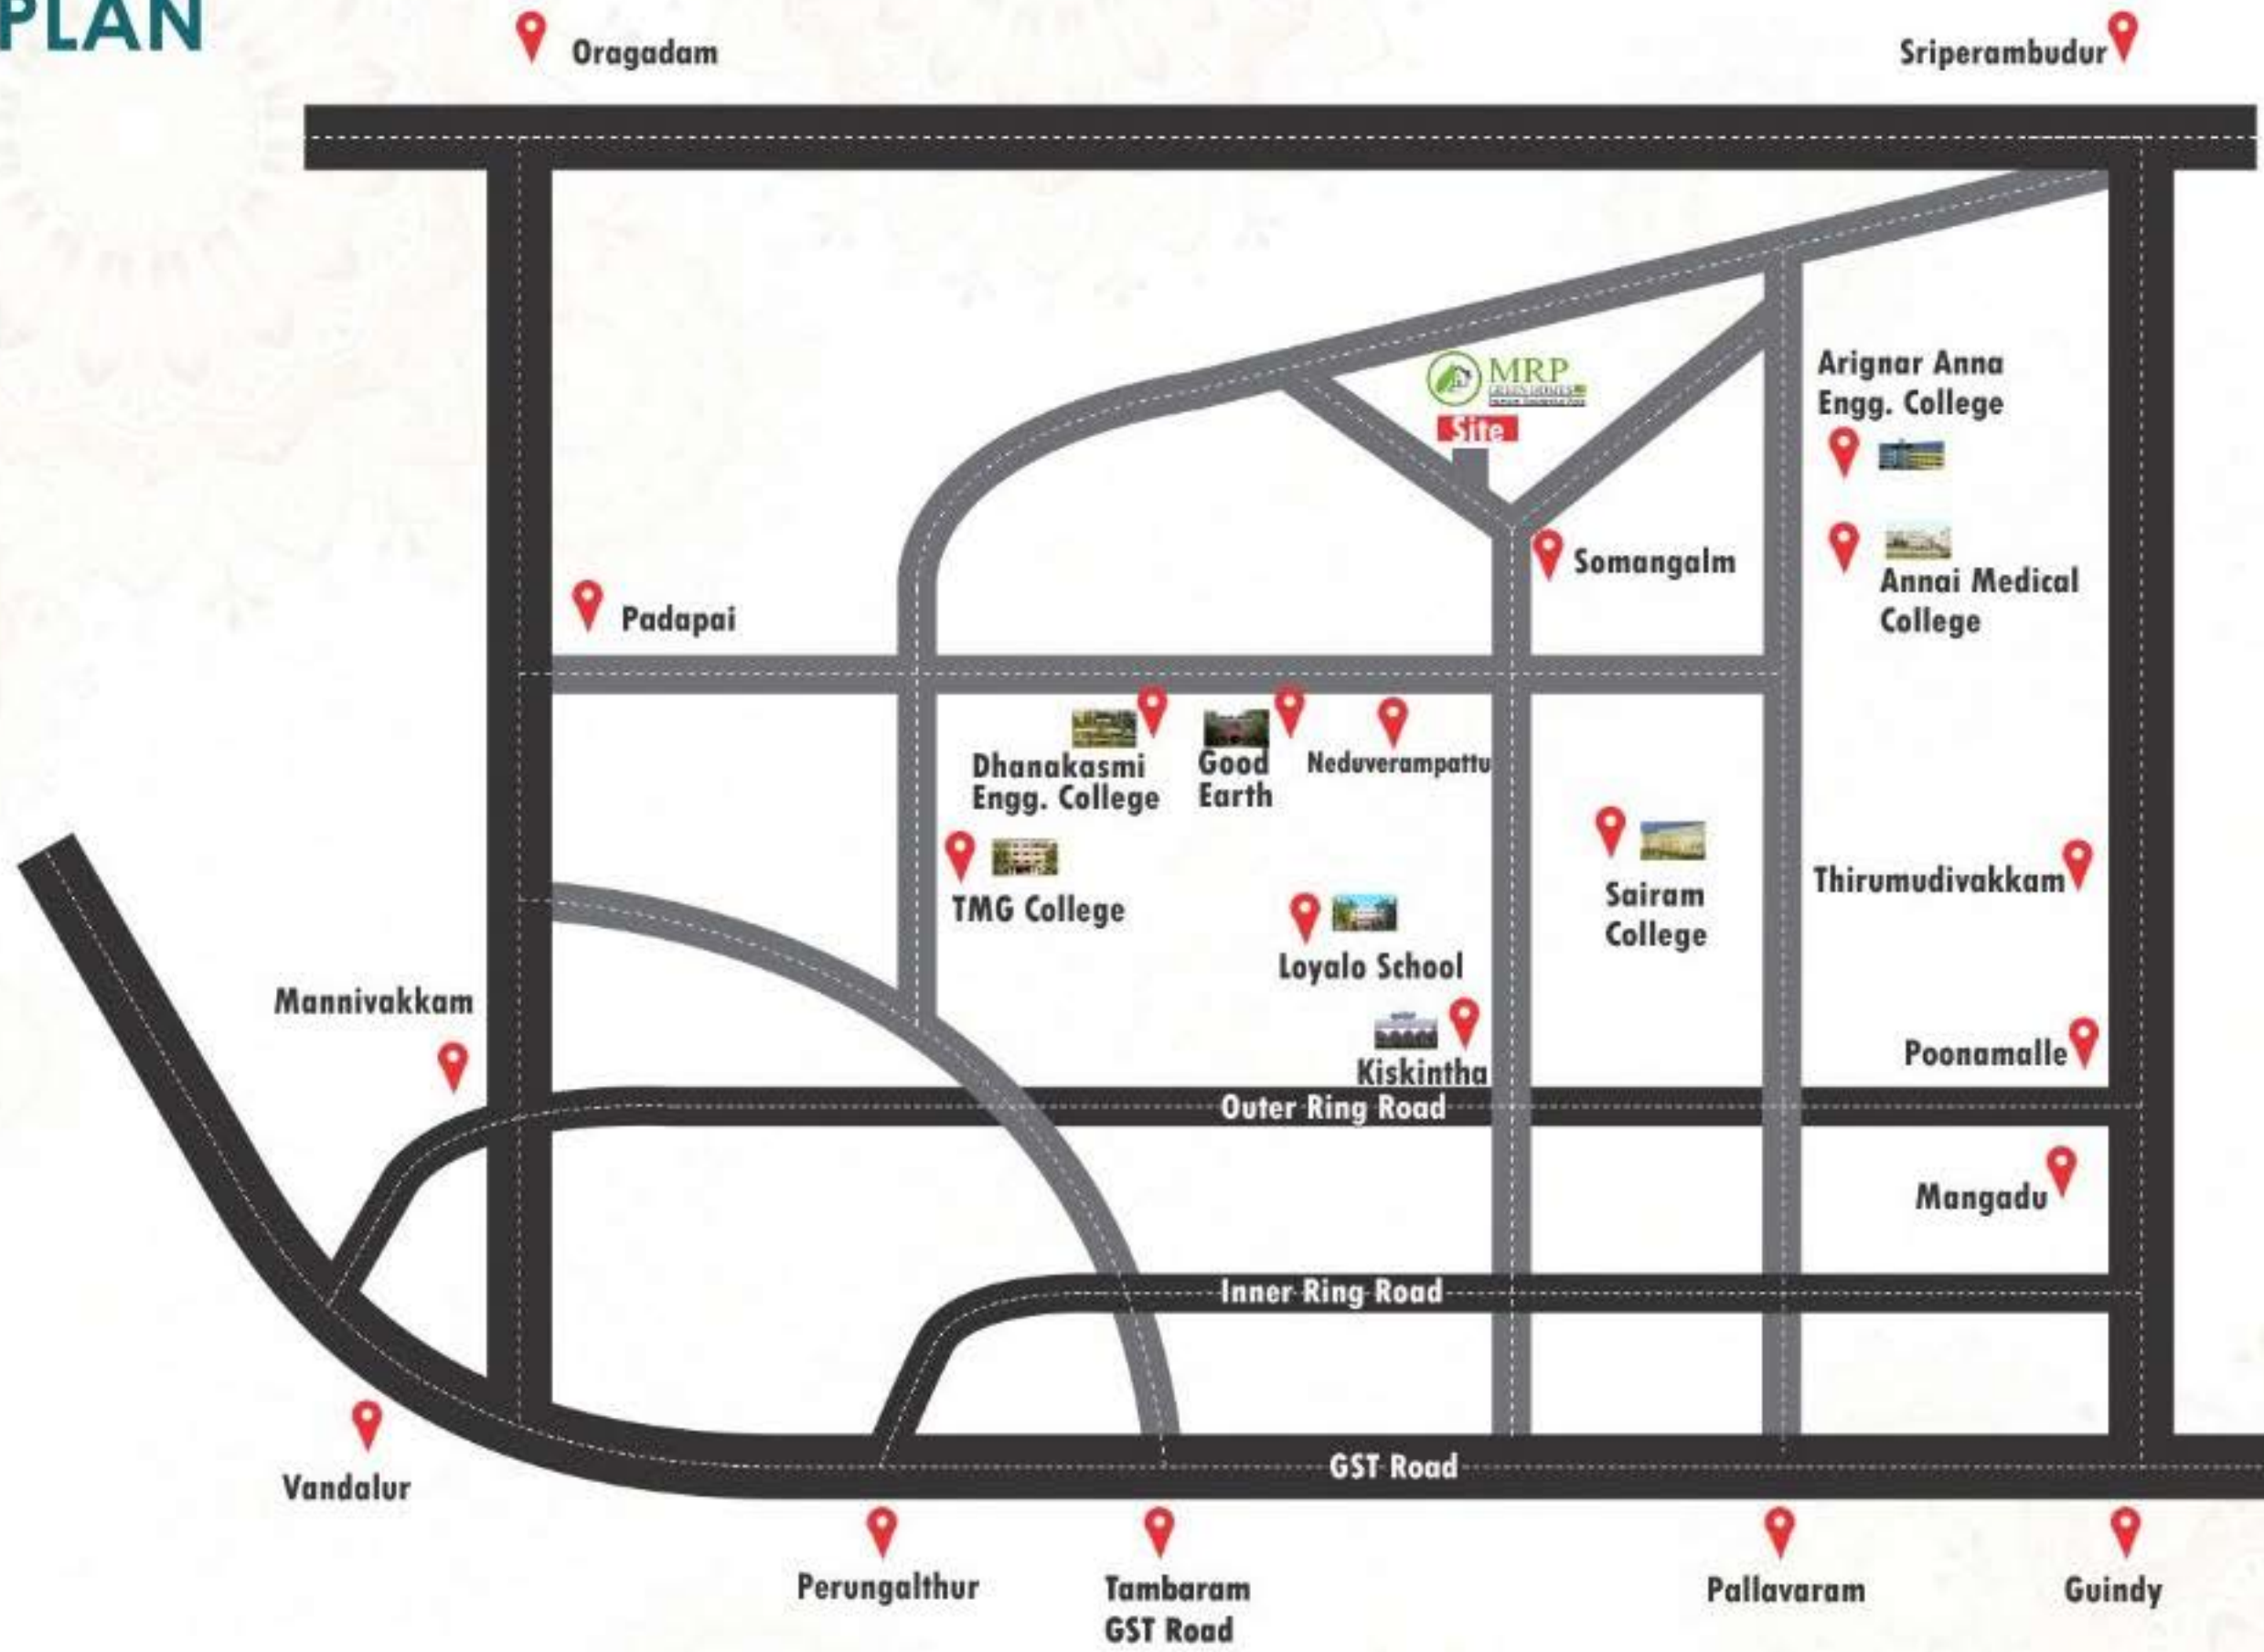 PLAN
Oragadam
Sriperambudur
MRP
GREEN HOMES
Site
Arignar Anna
Engg. College
Somangalm
Annai Medical
College
Padapai
Dhanakasmi
Engg. College
Good
Earth
Neduverampattu
TMG College
Sairam
College
Thirumudivakkam
Loyalo School
Mannivakkam
Kiskintha
Poonamalle
Outer Ring Road
Mangadu
Inner Ring Road
GST Road
Vandalur
Perungalthur
Tambaram
GST Road
Pallavaram
Guindy